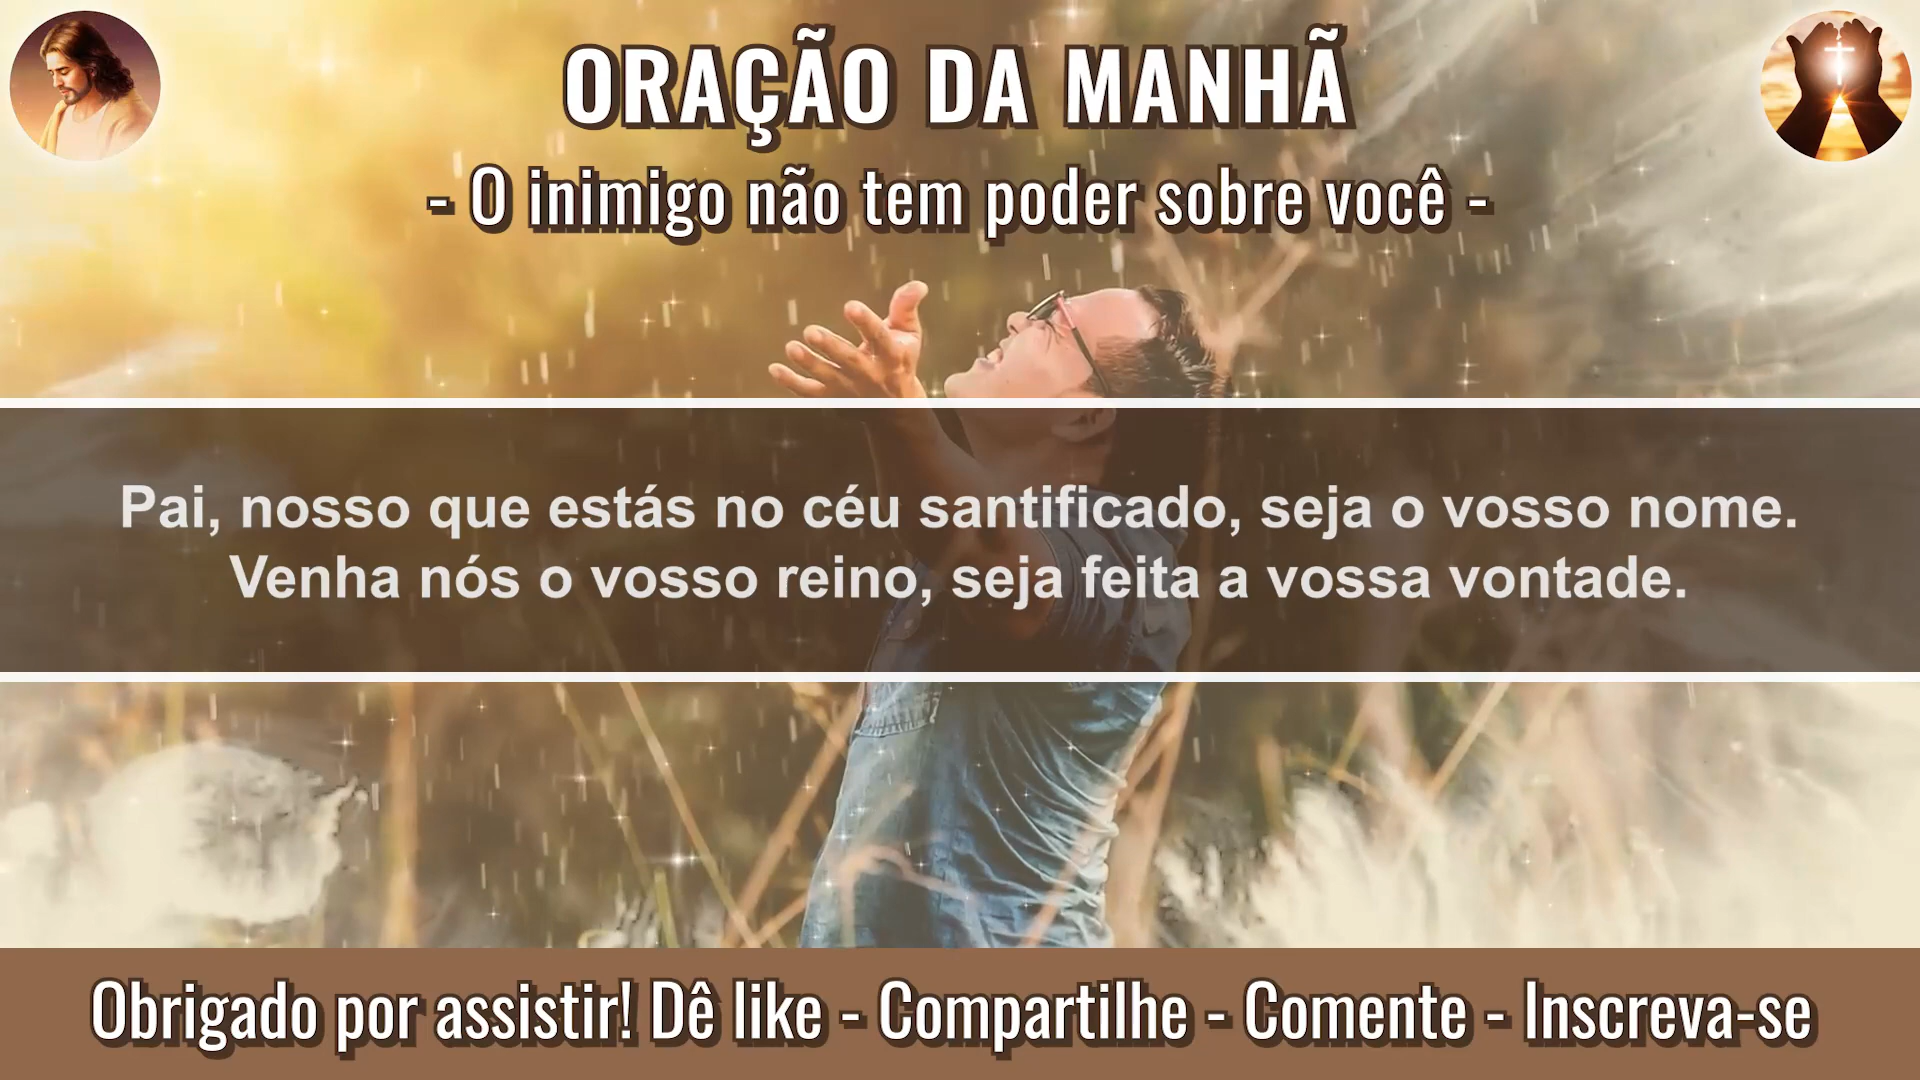 ORAÇÃO DA MANHÃ
- O inimigo não tem poder sobre você -
Pai, nosso que estás no céu santificado, seja o vosso nome.
Venha nós o vosso reino, seja feita a vossa vontade.
Obrigado por assistir! Dê like - Compartilhe - Comente - Inscreva-se